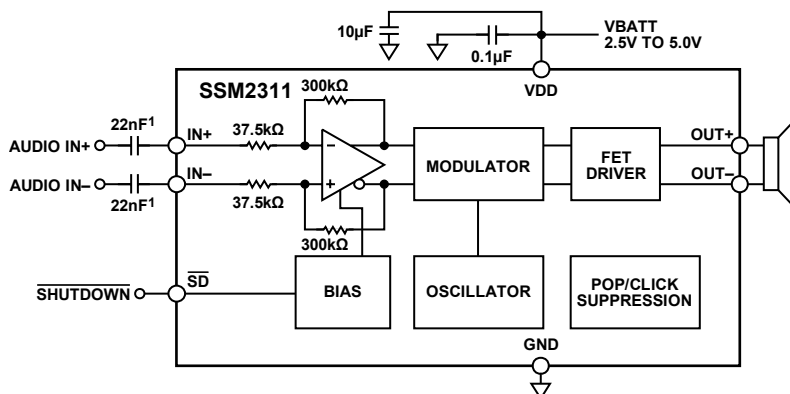 10µF
0.1µF
VBATT
2.5V TO 5.0V
VDD
SSM2311
300kΩ
22nF1
IN+
37.5kΩ
AUDIO IN+
−
MODULATOR
FET
DRIVER
OUT+
AUDIO IN–
22nF1
IN–
37.5kΩ
+
OUT–
300kΩ
SHUTDOWN
SD
BIAS
OSCILLATOR
POP/CLICK
SUPPRESSION
GND